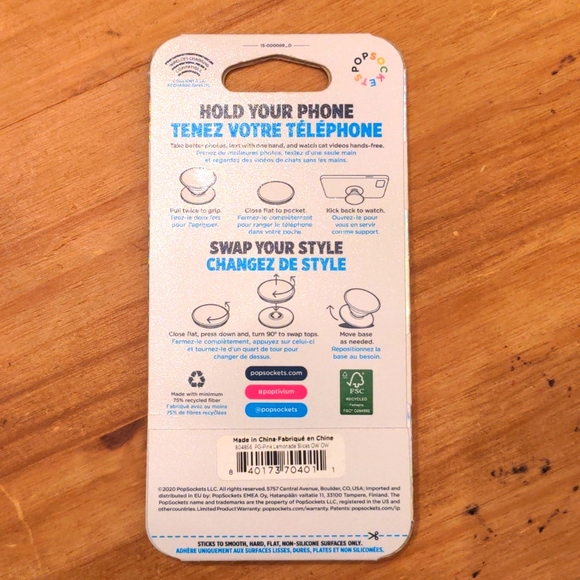 POPSOCKETS
HOLD YOUR PHONE
TENEZ VOTRE TÉLÉPHONE
Take better photos, text with one hand, and watch cat videos hands-free.
Prenez de meilleures photos, textez d'une seule main
et regardez des vidéos de chats sans les mains.
Pull twice to grip.
Tirez-le deux fois
pour l'agripper.
Close flat to pocket.
Fermez-le complètement
pour ranger le téléphone
dans votre poche.
Kick back to watch.
Ouvrez-le pour
vous en servir
comme support.
SWAP YOUR STYLE
CHANGEZ DE STYLE
Close flat, press down and, turn 90° to swap tops.
Fermez-le complètement, appuyez sur celui-ci
et tournez-le d'un quart de tour pour
changer de dessus.
Move base
as needed.
Repositionnez la
base au besoin.
Made with minimum
75% recycled fiber
Fabriqué avec au moins
75% de fibres recyclées
popsockets.com
#poptivism
@popsockets
FSC
RECYCLED
Made in China·Fabriqué en Chine
PG-Pink Lemonade Slices OW OW
8 40173 70401 1
©2020 PopSockets LLC. All rights reserved. 5757 Central Avenue, Boulder, CO, USA; Imported and
distributed in EU by: PopSockets EMEA Oy, Hatanpään valtatie 11, 33100 Tampere, Finland. The
PopSockets name and trademarks are the property of PopSockets LLC, registered in the US and
other countries. Limited Product Warranty: popsockets.com/warranty. Patents: popsockets.com/ip
STICKS TO SMOOTH, HARD, FLAT, NON-SILICONE SURFACES ONLY.
ADHÈRE UNIQUEMENT AUX SURFACES LISSES, DURES, PLATES ET NON SILICONÉES.